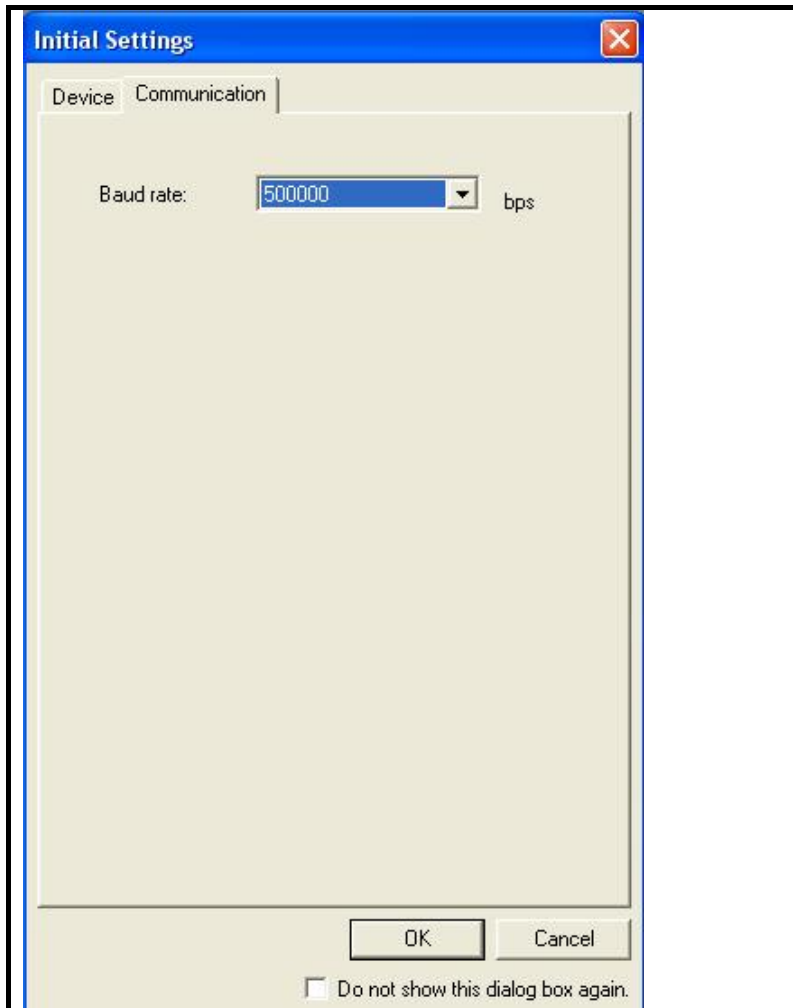 Initial Settings
Device Communication
Baud rate: 500000 bps
OK Cancel
Do not show this dialog box again.